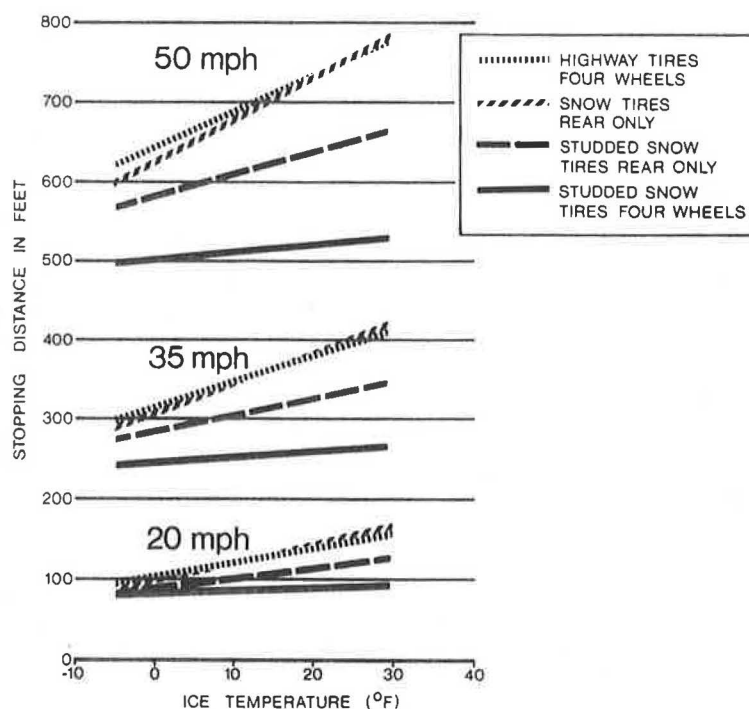 800
700
600
500
400
300
200
100
0
STOPPING DISTANCE IN FEET
50 mph
35 mph
20 mph
-10
0
10
20
30
40
ICE TEMPERATURE (°F)
HIGHWAY TIRES
FOUR WHEELS
SNOW TIRES
REAR ONLY
STUDDED SNOW
TIRES REAR ONLY
STUDDED SNOW
TIRES FOUR WHEELS